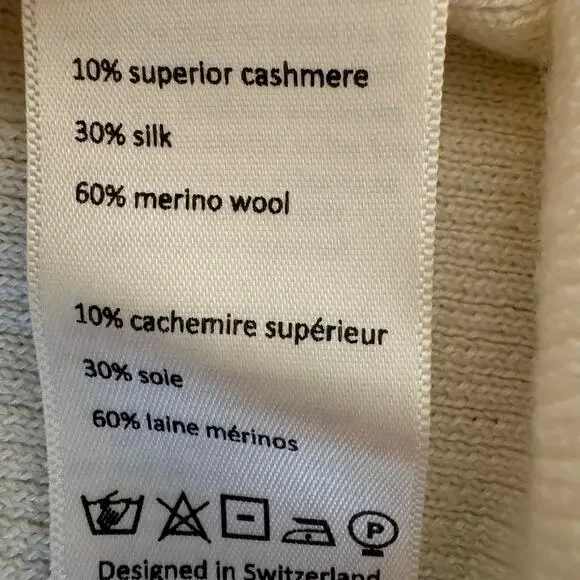 10% superior cashmere
30% silk
60% merino wool
10% cachemire supérieur
30% soie
60% laine mérinos
P
Designed in Switzerland